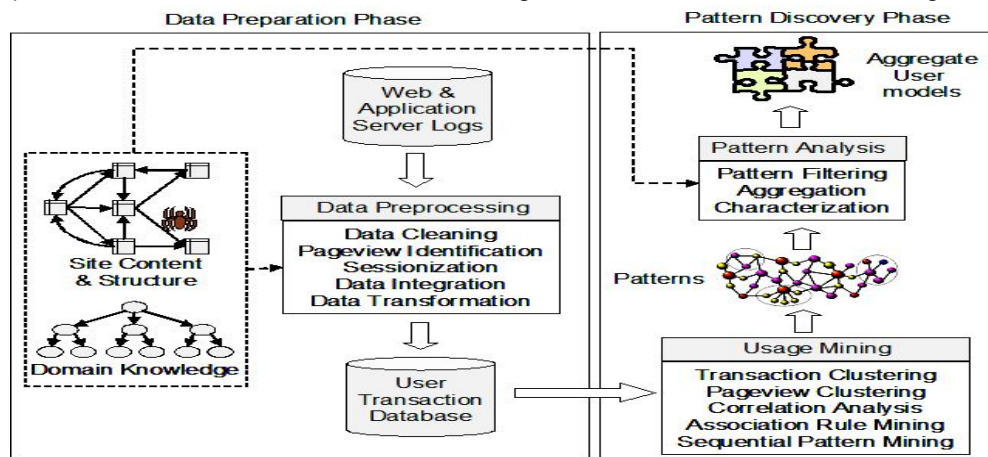 Data Preparation Phase
Pattern Discovery Phase
Web &
Application
Server Logs
Data Preprocessing
Data Cleaning
Pageview Identification
Sessionization
Data Integration
Data Transformation
Site Content
& Structure
Domain Knowledge
User
Transaction
Database
Aggregate
User
models
Pattern Analysis
Pattern Filtering
Aggregation
Characterization
Patterns
Usage Mining
Transaction Clustering
Pageview Clustering
Correlation Analysis
Association Rule Mining
Sequential Pattern Mining